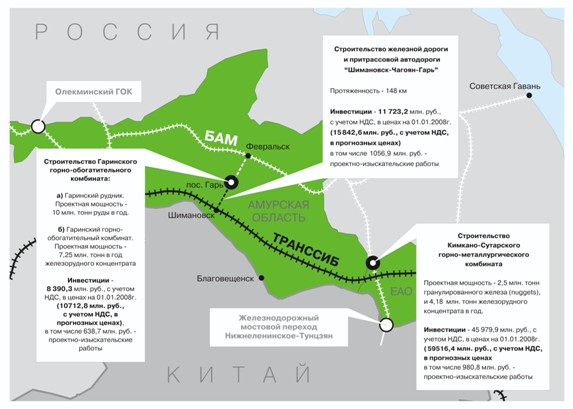 РОССИЯ
Строительство железной дороги
и притрассовой автодороги
"Шимановск-Чагоян-Гарь"
Протяженность - 148 км
Инвестиции - 11 723,2 млн. руб.,
с учетом НДС, в ценах на 01.01.2008г.
(15 842,6 млн. руб., с учетом НДС,
в прогнозных ценах)
в том числе 1056,9 млн. руб. -
проектно-изыскательские работы
Советская Гавань
Олекминский ГОК
БАМ
Февральск
Строительство Гаринского
горно-обогатительного
комбината:
а) Гаринский рудник.
Проектная мощность -
10 млн. тонн руды в год.
б) Гаринский горно-
обогатительный комбинат.
Проектная мощность -
7,25 млн. тонн в год
железорудного концентрата
Инвестиции -
8 390,3 млн. руб., с учетом
НДС, в ценах на 01.01.2008г.
(10712,8 млн. руб.,
с учетом НДС, в
прогнозных ценах),
в том числе 638,7 млн. руб. -
проектно-изыскательские
работы
пос. Гарь
Шимановск
АМУРСКАЯ
ОБЛАСТЬ
ТРАНССИБ
Благовещенск
ЕАО
Железнодорожный
мостовой переход
Нижнеленинское-Тунцзян
Строительство
Кимкано-Сутарского
горно-металлургического
комбината
Проектная мощность - 2,5 млн. тонн
гранулированного железа (nuggets),
и 4,18 млн. тонн железорудного
концентрата в год.
Инвестиции - 45 979,9 млн. руб., с
учетом НДС, в ценах на 01.01.2008г.
(59516,4 млн. руб., с учетом НДС,
в прогнозных ценах
в том числе 980,8 млн. руб. -
проектно-изыскательские работы
КИТАЙ